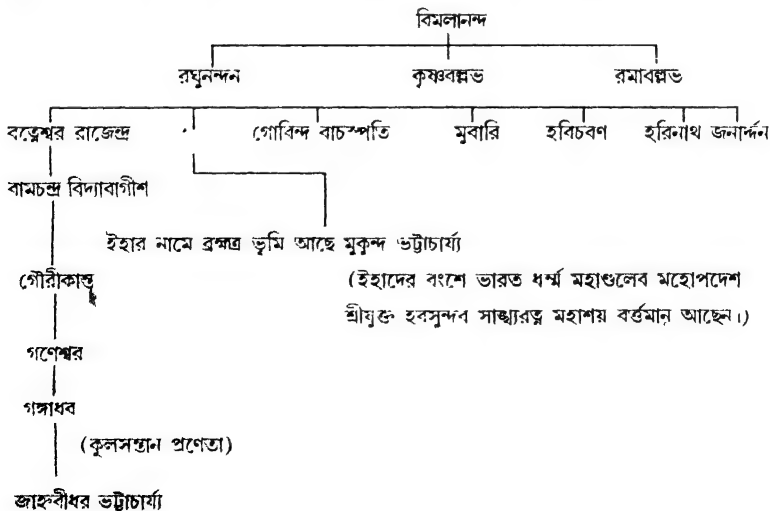 বিমলানন্দ
রঘুনন্দন কৃষ্ণবল্লভ রমাবল্লভ
বত্নেশ্বর রাজেন্দ্র গোবিন্দ বাচস্পতি মুবারি হবিচবণ হরিনাথ জনার্দ্দন
বামচন্দ্র বিদ্যাবাগীশ
ইহার নামে ব্রহ্মত্র ভূমি আছে মুকুন্দ ভট্টাচার্য্য
গৌরীকান্ত (ইহাদের বংশে ভারত ধর্ম্ম মহাগুলেব মহোপদেশ
শ্রীযুক্ত হবসুন্দব সাঙ্খ্যরত্ন মহাশয় বর্ত্তমান আছেন।)
গণেশ্বর
গঙ্গাধব
(কুলসন্তান প্রণেতা)
জাহ্নবীধর ভট্টাচার্য্য